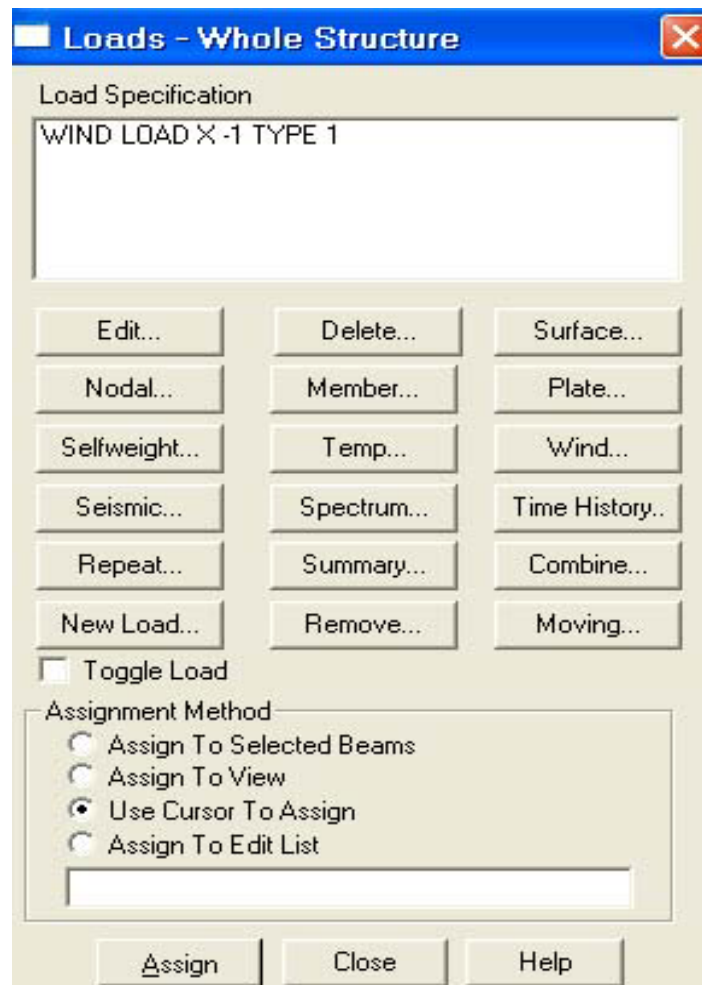 Loads - Whole Structure
Load Specification
WIND LOAD X -1 TYPE 1
Edit... Delete... Surface...
Nodal... Member... Plate...
Selfweight... Temp... Wind...
Seismic... Spectrum... Time History..
Repeat... Summary... Combine...
New Load... Remove... Moving...
Toggle Load
Assignment Method
Assign To Selected Beams
Assign To View
Use Cursor To Assign
Assign To Edit List
Assign Close Help